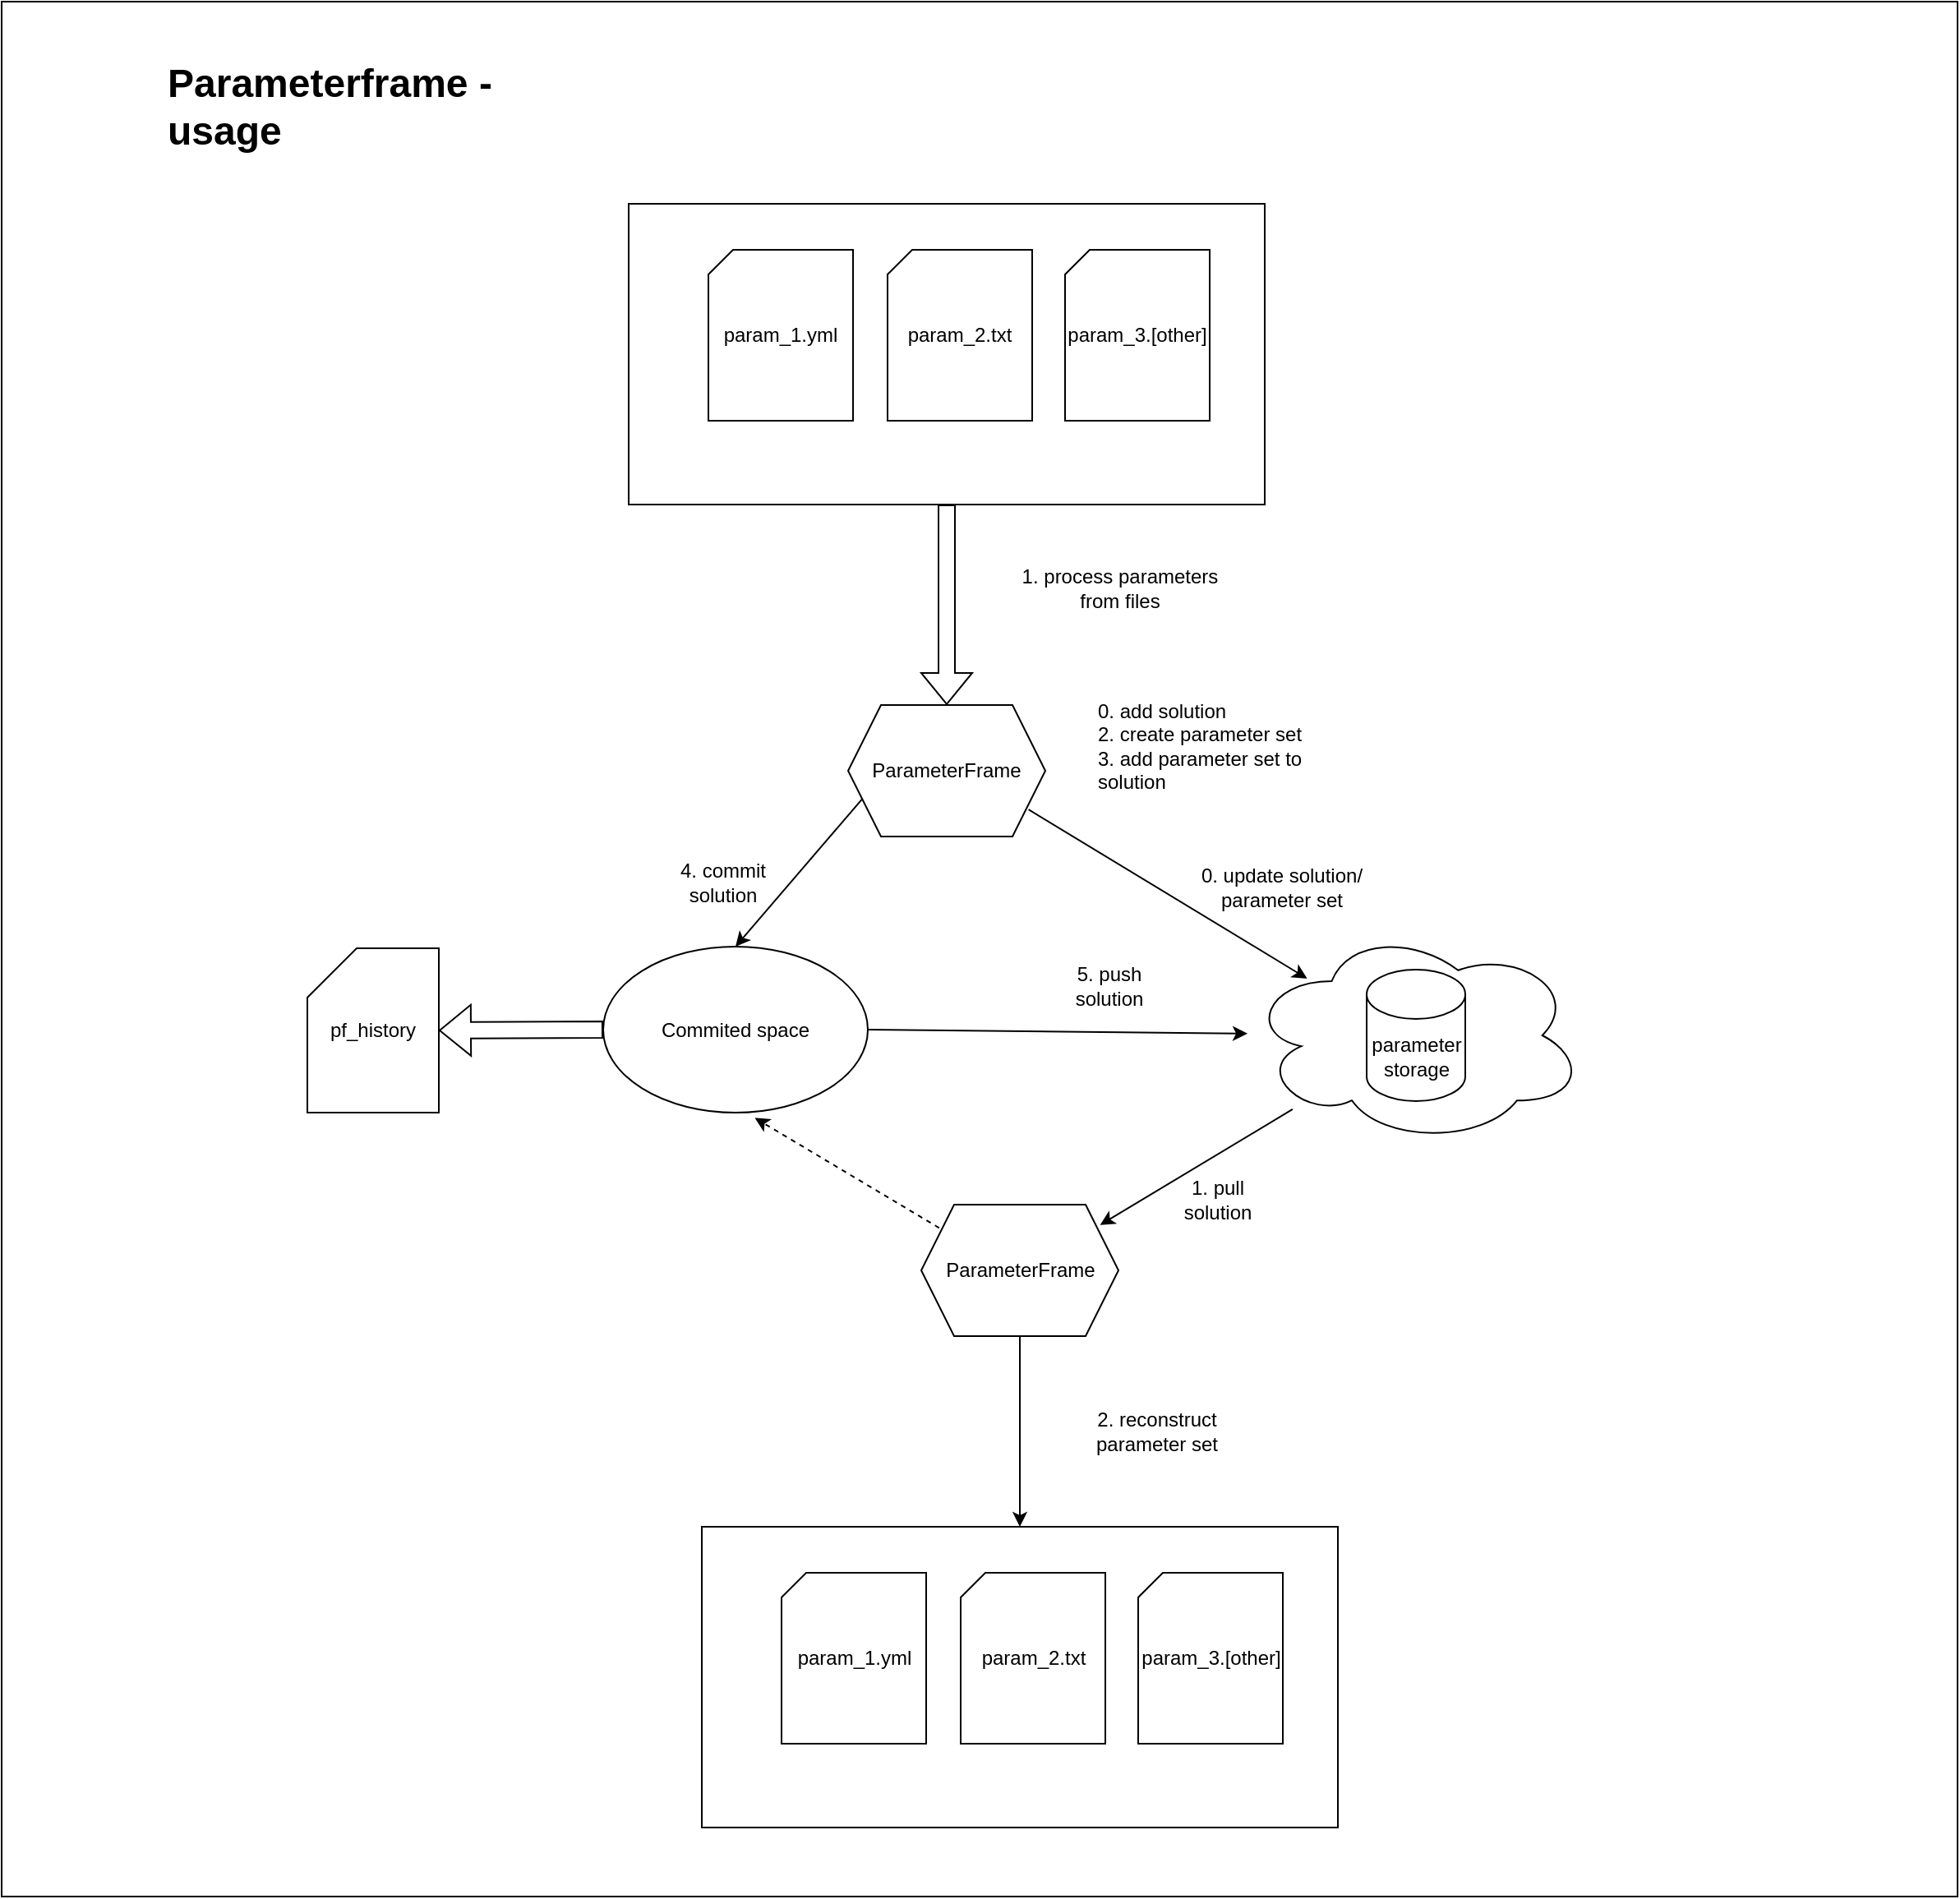 Parameterframe -
usage
param_1.yml
param_2.txt
param_3.[other]
1. process parameters
from files
0. add solution
2. create parameter set
3. add parameter set to
solution
ParameterFrame
4. commit
solution
0. update solution/
parameter set
5. push
solution
pf_history
Commited space
parameter
storage
1. pull
solution
ParameterFrame
2. reconstruct
parameter set
param_1.yml
param_2.txt
param_3.[other]